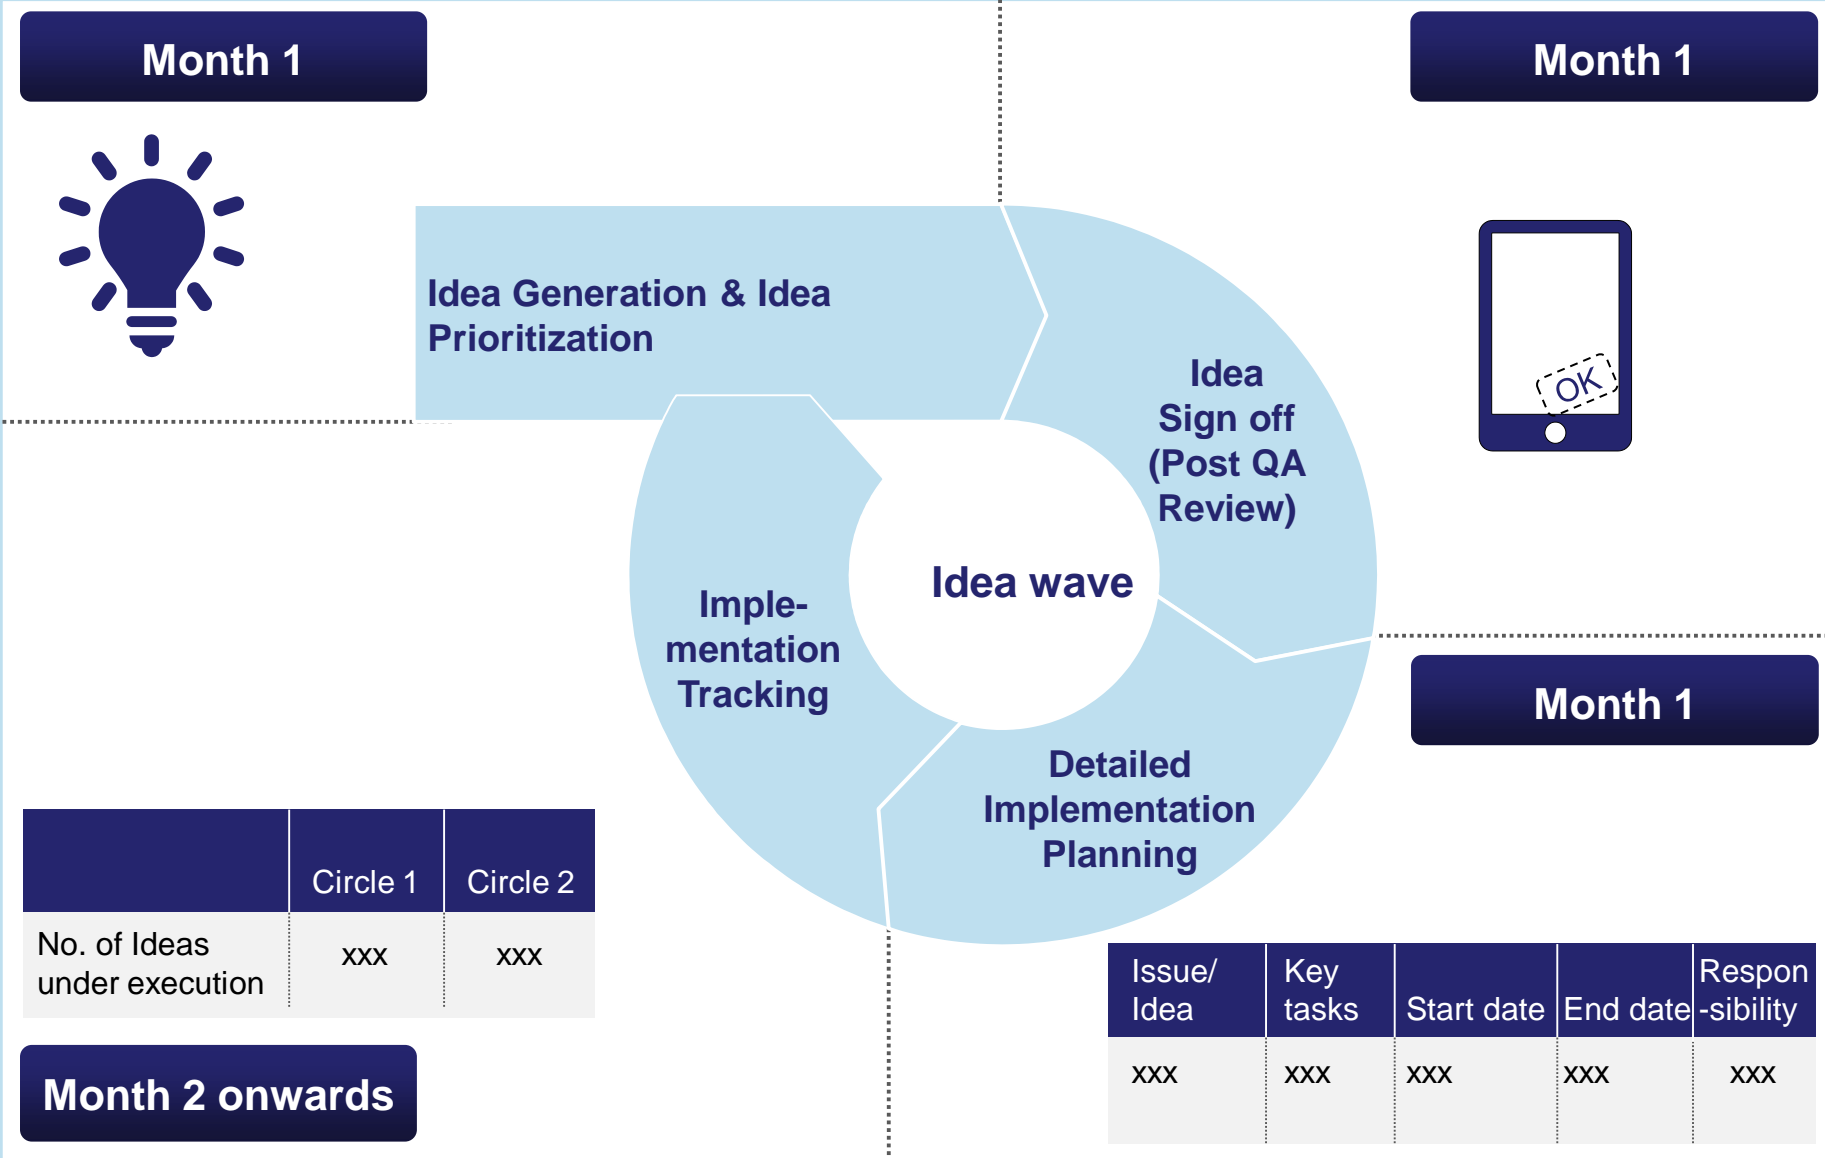 Month 1
Month 1
Idea Generation & Idea
Prioritization
Idea
Sign off
(Post QA
Review)
OK
Idea wave
Imple-
mentation
Tracking
Month 1
Detailed
Implementation
Planning
Circle 1 Circle 2
No. of Ideas
under execution
xxx xxx
Month 2 onwards
Issue/
Idea
Key
tasks
Start date
End date
Respon
-sibility
xxx xxx xxx xxx xxx